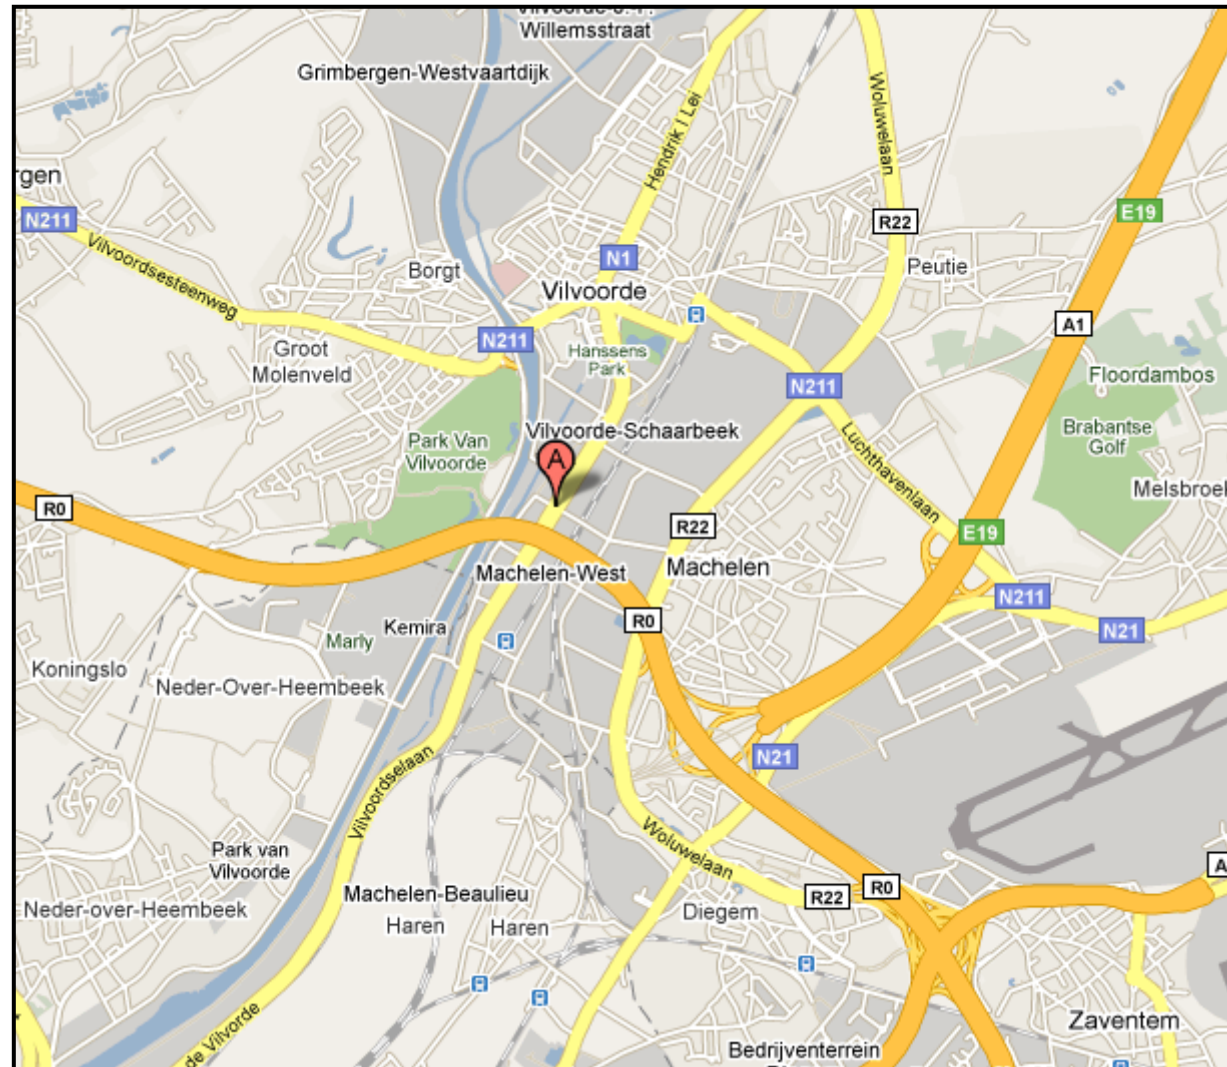 Willemsstraat
Grimbergen-Westvaartdijk
Hendrik I Lei
Woluwelaan
rgen
N211
Vilvoordsesteenweg
R22
E19
N1
Borgt
Peutie
Vilvoorde
A1
N211
Hanssens
Park
Groot
Molenveld
N211
Floordambos
Park Van
Vilvoorde
Vilvoorde-Schaarbeek
Brabantse
Golf
Luchthavenlaan
A
Melsbroek
R0
R22
E19
Machelen-West
Machelen
N211
R0
N21
Kemira
Marly
Koningslo
Neder-Over-Heembeek
N21
Vilvoordselaan
Woluwelaan
Park van
Vilvoorde
A
R0
R22
Machelen-Beaulieu
Neder-over-Heembeek
Haren
Haren
Diegem
de Vilvorde
Zaventem
Bedrijventerrein